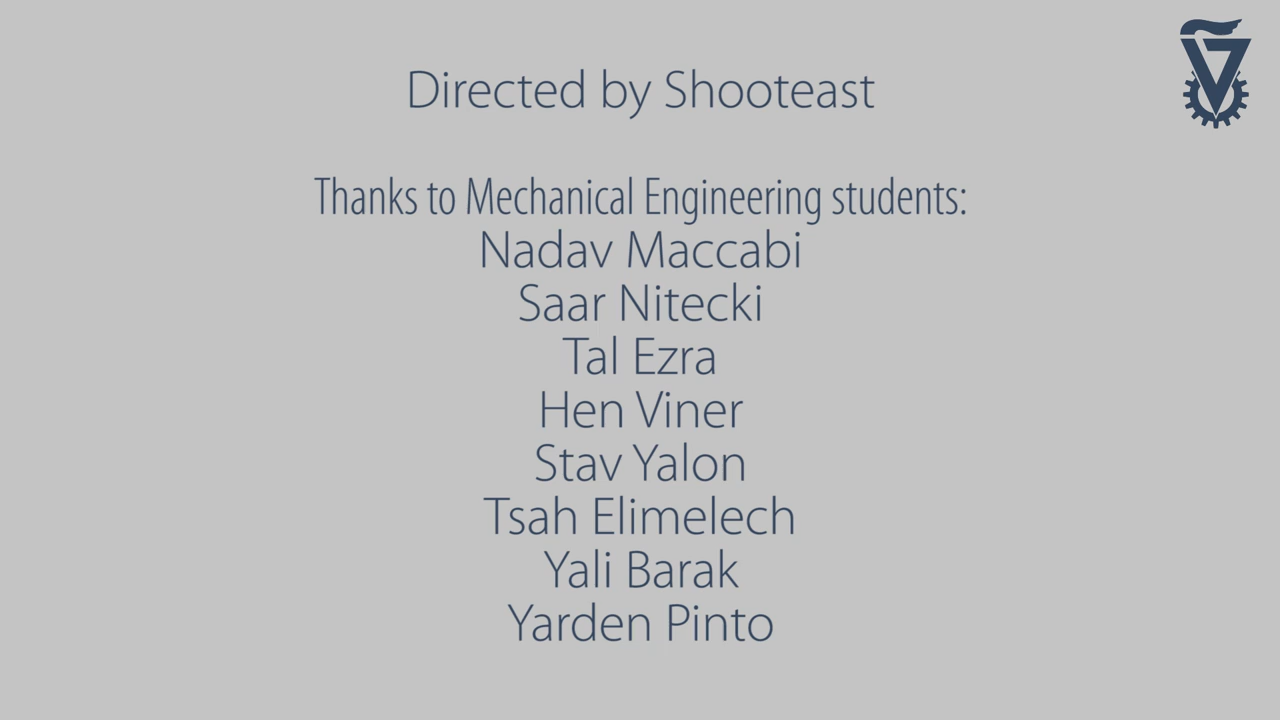 Directed by Shooteast
Thanks to Mechanical Engineering students:
Nadav Maccabi
Saar Nitecki
Tal Ezra
Hen Viner
Stav Yalon
Tsah Elimelech
Yali Barak
Yarden Pinto